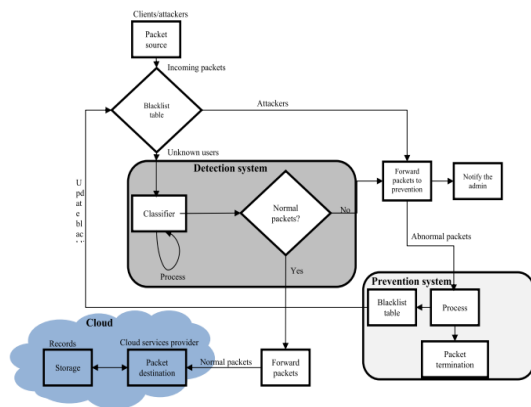 Clients/attackers
Packet
source
Incoming packets
Blacklist
table
Attackers
Unknown users
Detection system
Classifier
Process
Normal
packets?
No
Yes
Forward
packets to
prevention
Notify the
admin
Abnormal packets
Prevention system
Blacklist
table
Process
Packet
termination
U
pd
at e
bl
ac
Cloud
Records
Storage
Cloud services provider
Packet
destination
Normal packets
Forward
packets